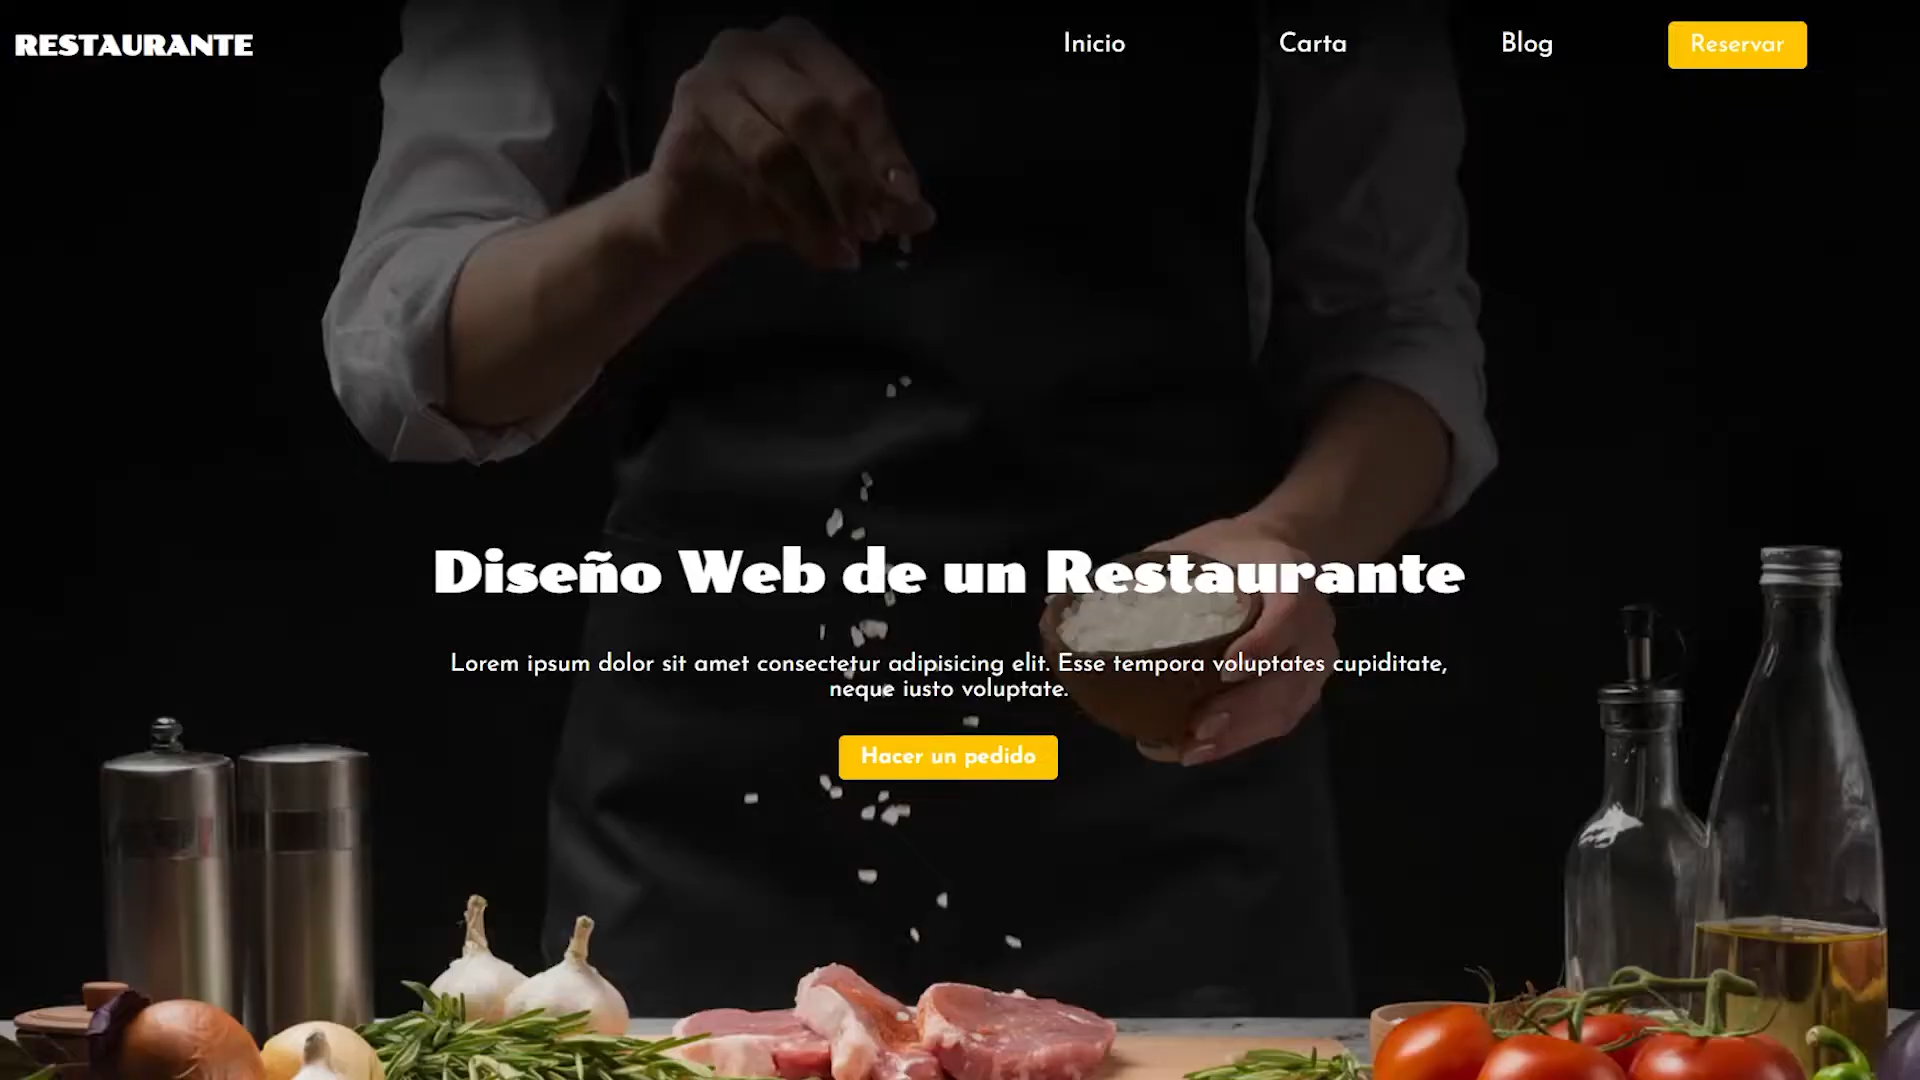 RESTAURANTE
Inicio
Carta
Blog
Reservar
Diseño Web de un Restaurante
Lorem ipsum dolor sit amet consectetur adipisicing elit. Esse tempora voluptates cupiditate,
neque iusto voluptate.
Hacer un pedido